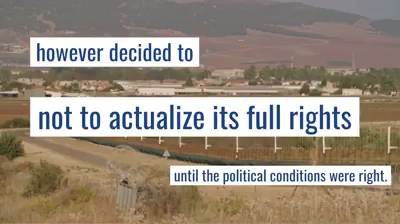 however decided to
not to actualize its full rights
until the political conditions were right.